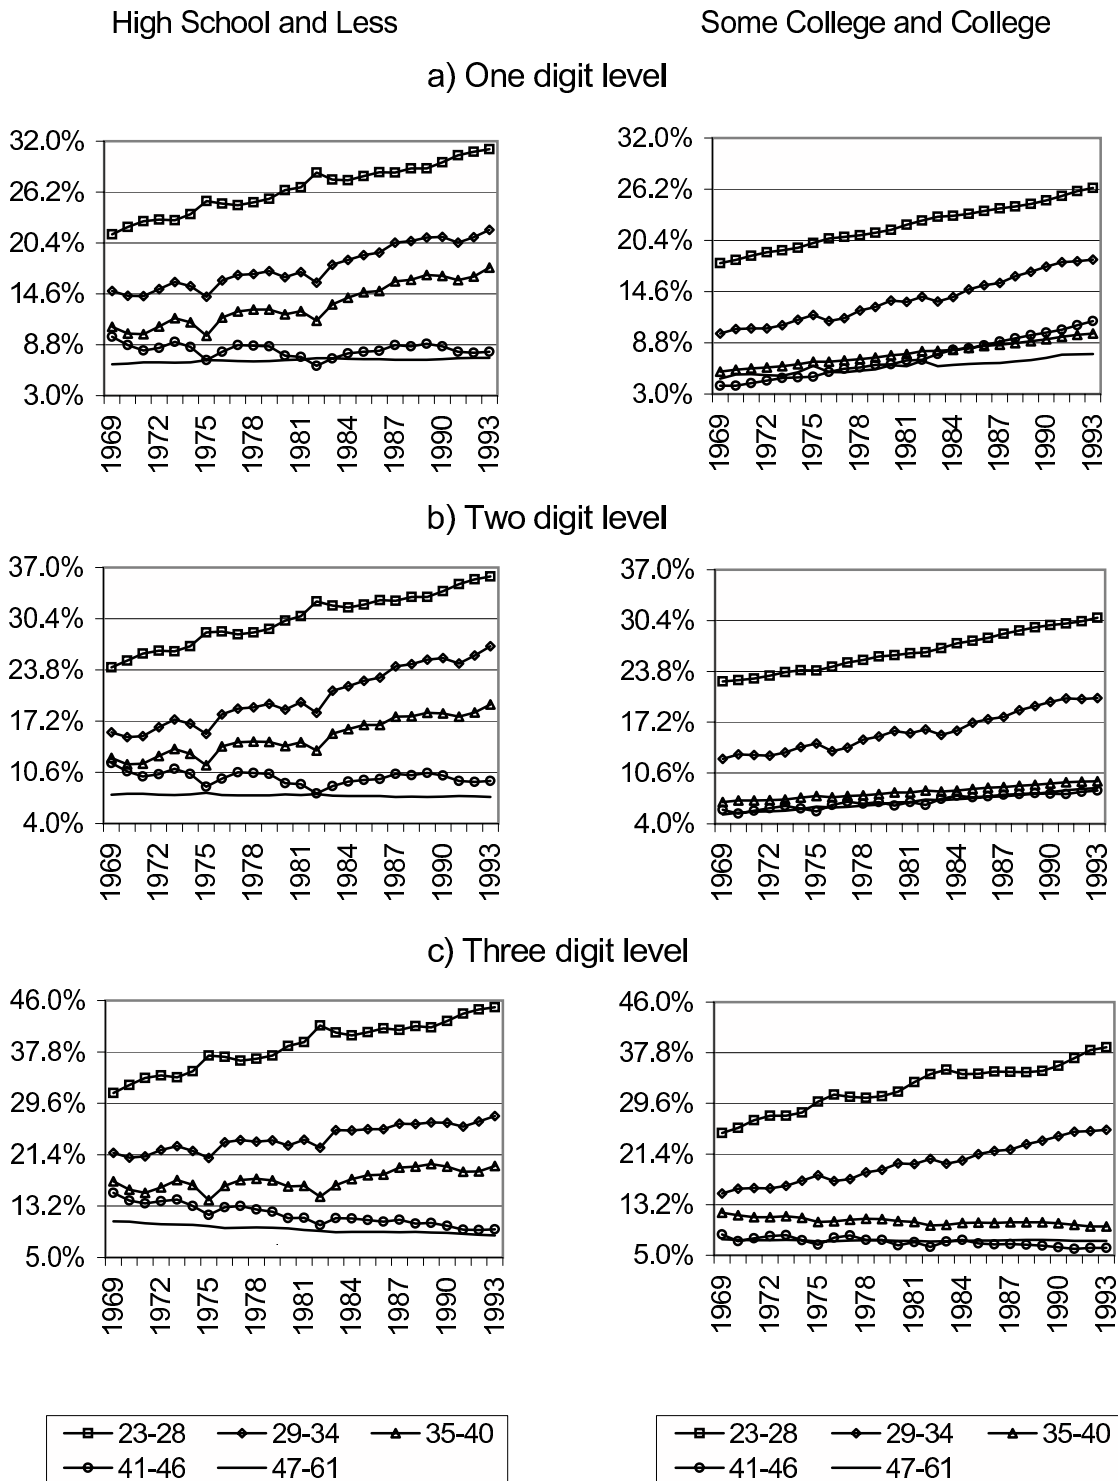 High School and Less
Some College and College
a) One digit level
32.0%
26.2%
20.4%
14.6%
8.8%
3.0%
1969 1972 1975 1978 1981 1984 1987 1990 1993
32.0%
26.2%
20.4%
14.6%
8.8%
3.0%
1969 1972 1975 1978 1981 1984 1987 1990 1993
b) Two digit level
37.0%
30.4%
23.8%
17.2%
10.6%
4.0%
1969 1972 1975 1978 1981 1984 1987 1990 1993
37.0%
30.4%
23.8%
17.2%
10.6%
4.0%
1969 1972 1975 1978 1981 1984 1987 1990 1993
c) Three digit level
46.0%
37.8%
29.6%
21.4%
13.2%
5.0%
1969 1972 1975 1978 1981 1984 1987 1990 1993
46.0%
37.8%
29.6%
21.4%
13.2%
5.0%
1969 1972 1975 1978 1981 1984 1987 1990 1993
23-28 29-34 35-40
41-46 47-61
23-28 29-34 35-40
41-46 47-61